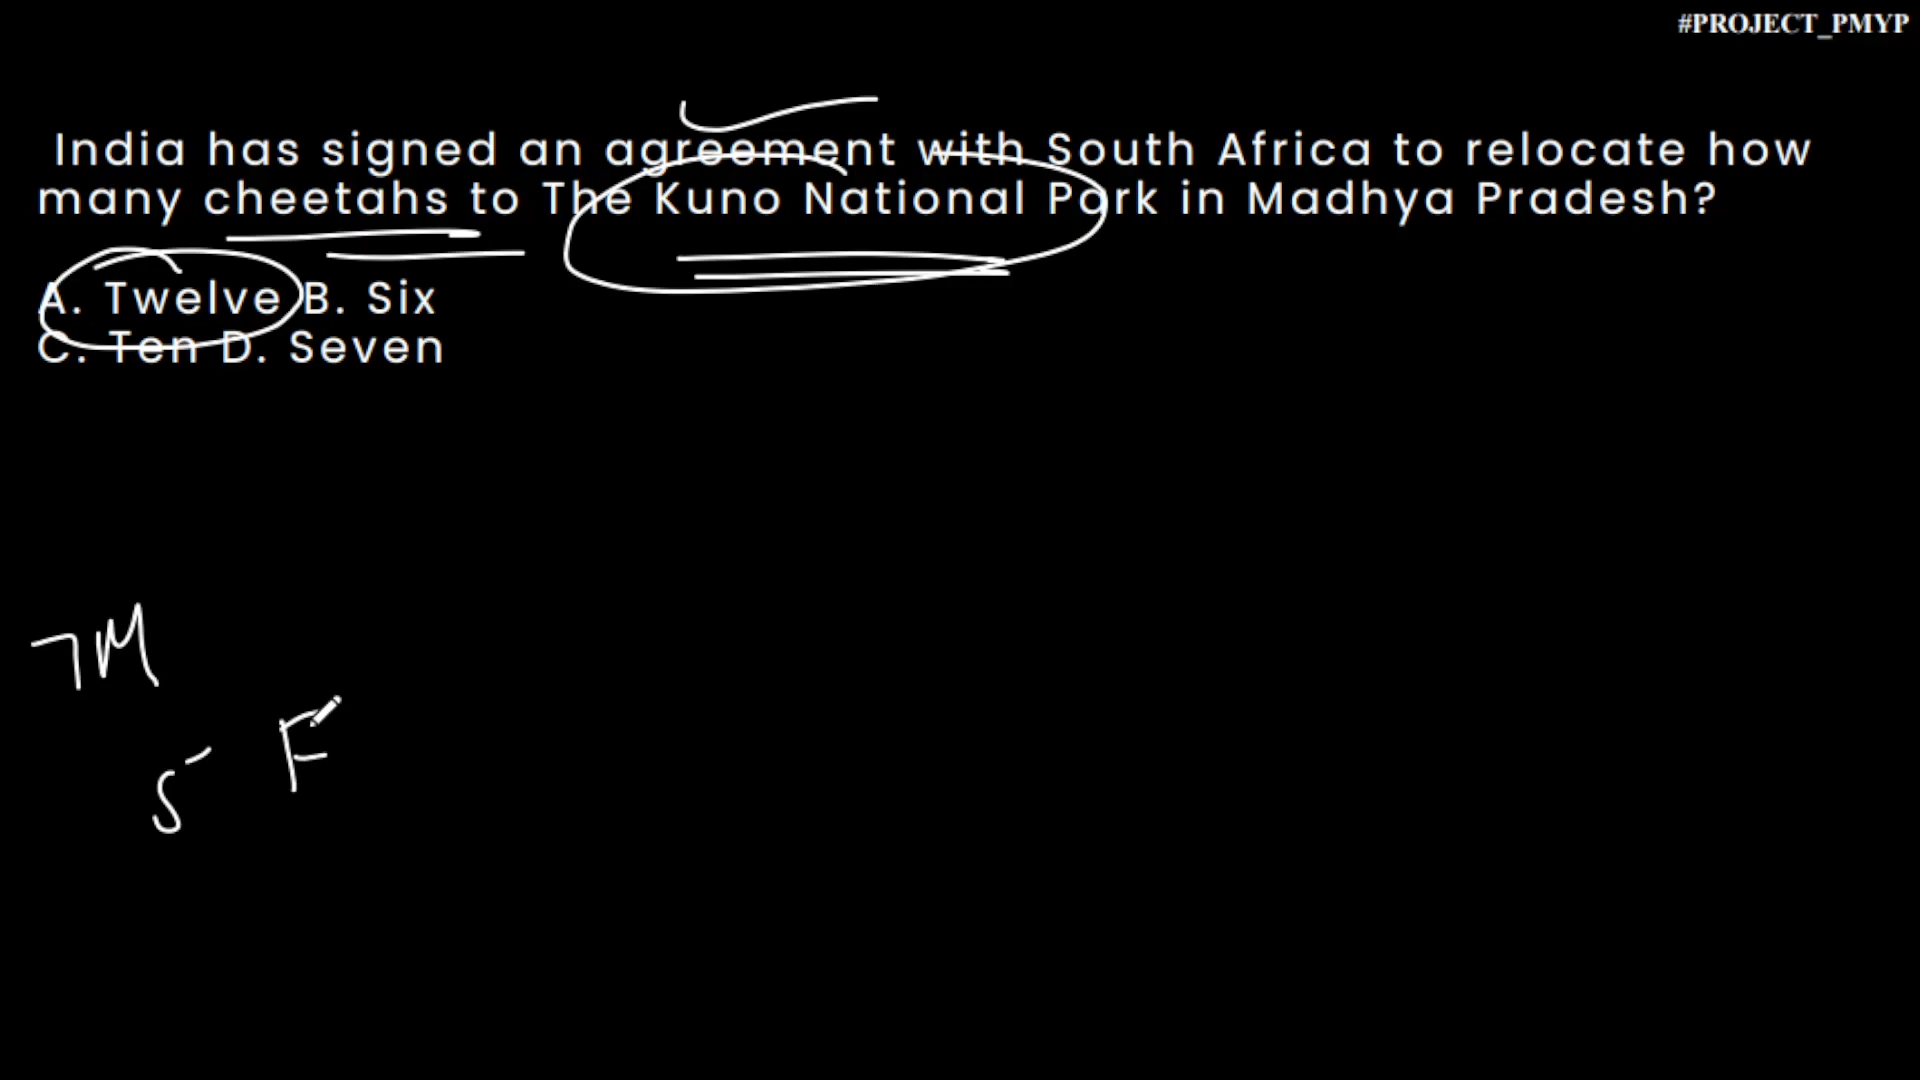 #PROJECT_PMYP
India has signed an agreement with South Africa to relocate how
many cheetahs to The Kuno National Park in Madhya Pradesh?
A. Twelve B. Six
C. Ten D. Seven
7M
5 F